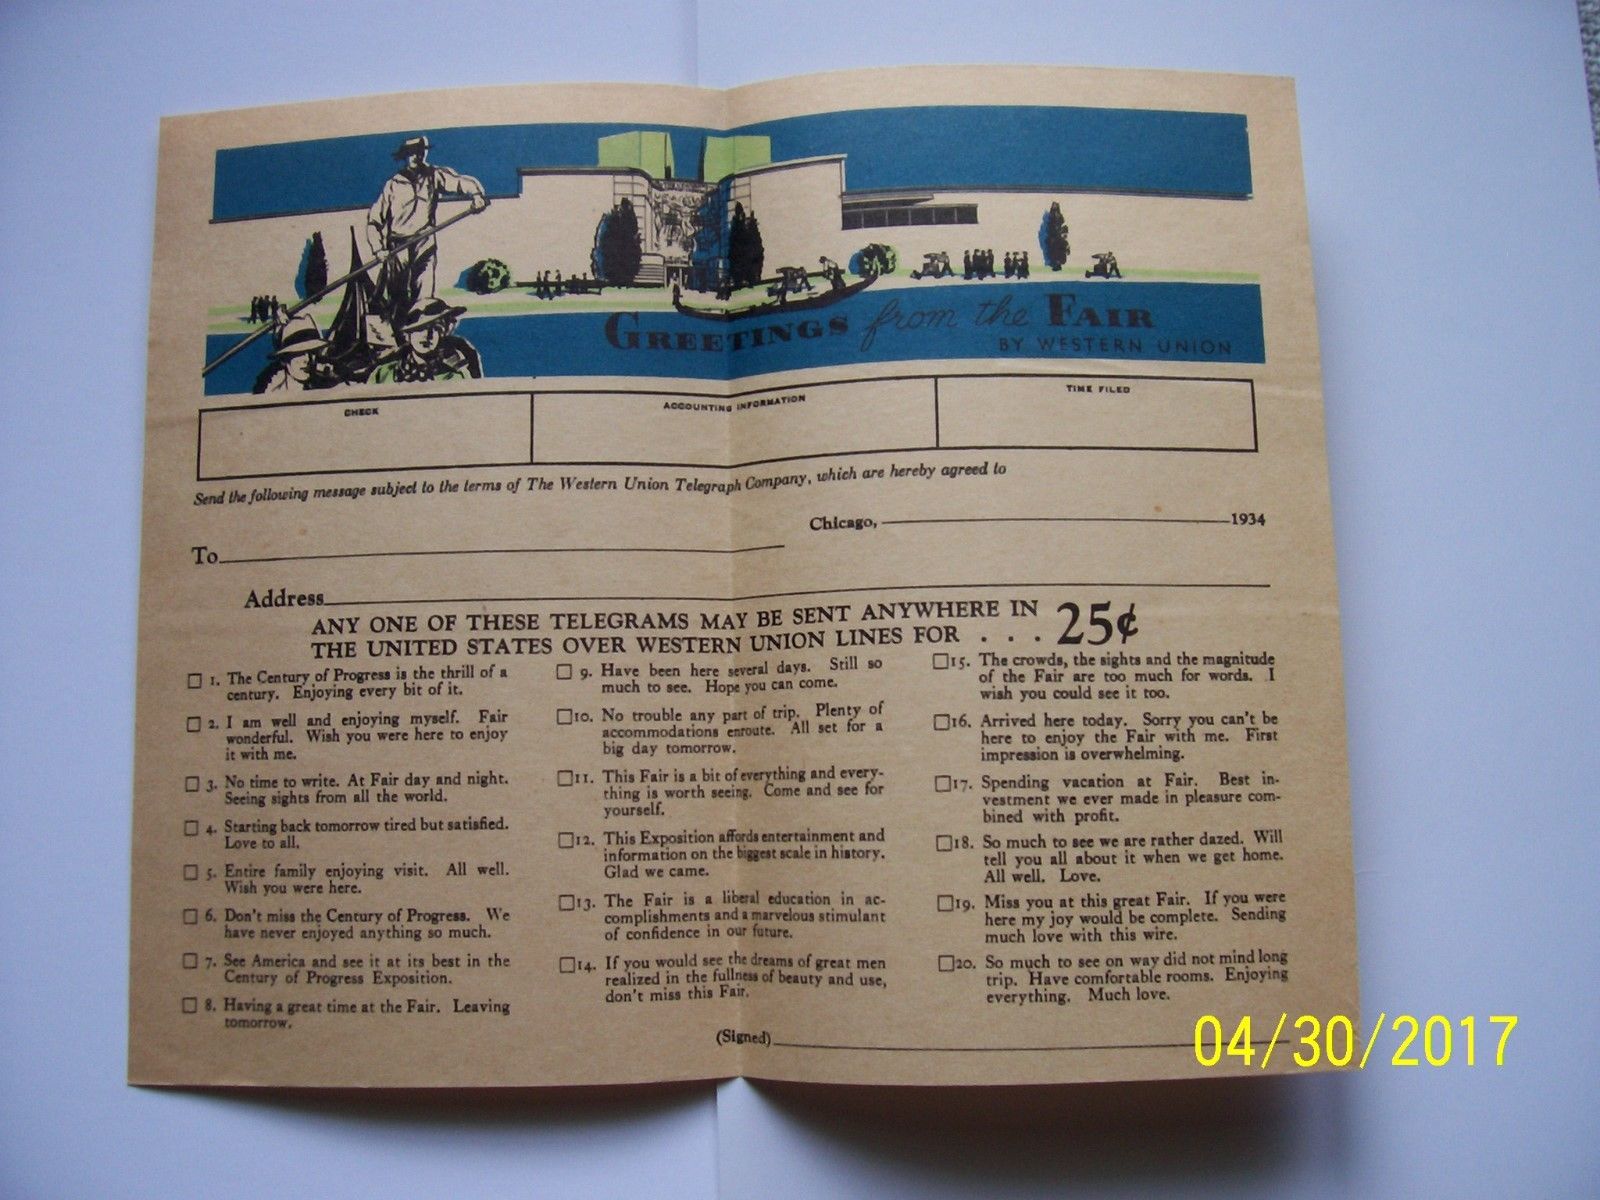 GREETINGS from the FAIR
BY WESTERN UNION
CHECK
ACCOUNTING INFORMATION
TIME FILED
Send the following message subject to the terms of The Western Union Telegraph Company, which are hereby agreed to
Chicago, 1934
To
Address
ANY ONE OF THESE TELEGRAMS MAY BE SENT ANYWHERE IN
THE UNITED STATES OVER WESTERN UNION LINES FOR . . . 25¢
1. The Century of Progress is the thrill of a
century. Enjoying every bit of it.
2. I am well and enjoying myself. Fair
wonderful. Wish you were here to enjoy
it with me.
3. No time to write. At Fair day and night.
Seeing sights from all the world.
4. Starting back tomorrow tired but satisfied.
Love to all.
5. Entire family enjoying visit. All well.
Wish you were here.
6. Don't miss the Century of Progress. We
have never enjoyed anything so much.
7. See America and see it at its best in the
Century of Progress Exposition.
8. Having a great time at the Fair. Leaving
tomorrow.
9. Have been here several days. Still so
much to see. Hope you can come.
10. No trouble any part of trip. Plenty of
accommodations enroute. All set for a
big day tomorrow.
11. This Fair is a bit of everything and every-
thing is worth seeing. Come and see for
yourself.
12. This Exposition affords entertainment and
information on the biggest scale in history.
Glad we came.
13. The Fair is a liberal education in ac-
complishments and a marvelous stimulant
of confidence in our future.
14. If you would see the dreams of great men
realized in the fullness of beauty and use,
don't miss this Fair.
15. The crowds, the sights and the magnitude
of the Fair are too much for words. I
wish you could see it too.
16. Arrived here today. Sorry you can't be
here to enjoy the Fair with me. First
impression is overwhelming.
17. Spending vacation at Fair. Best in-
vestment we ever made in pleasure com-
bined with profit.
18. So much to see we are rather dazed. Will
tell you all about it when we get home.
All well. Love.
19. Miss you at this great Fair. If you were
here my joy would be complete. Sending
much love with this wire.
20. So much to see on way did not mind long
trip. Have comfortable rooms. Enjoying
everything. Much love.
(Signed)
04/30/2017